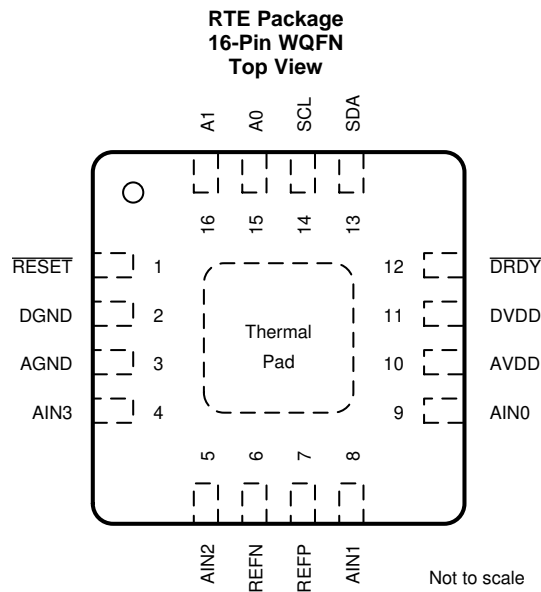 RTE Package
16-Pin WQFN
Top View
A1
A0
SCL
SDA
16
15
14
13
RESET
1
12
DRDY
DGND
2
11
DVDD
AGND
3
10
AVDD
AIN3
4
9
AIN0
Thermal
Pad
5
6
7
8
AIN2
REFN
REFP
AIN1
Not to scale